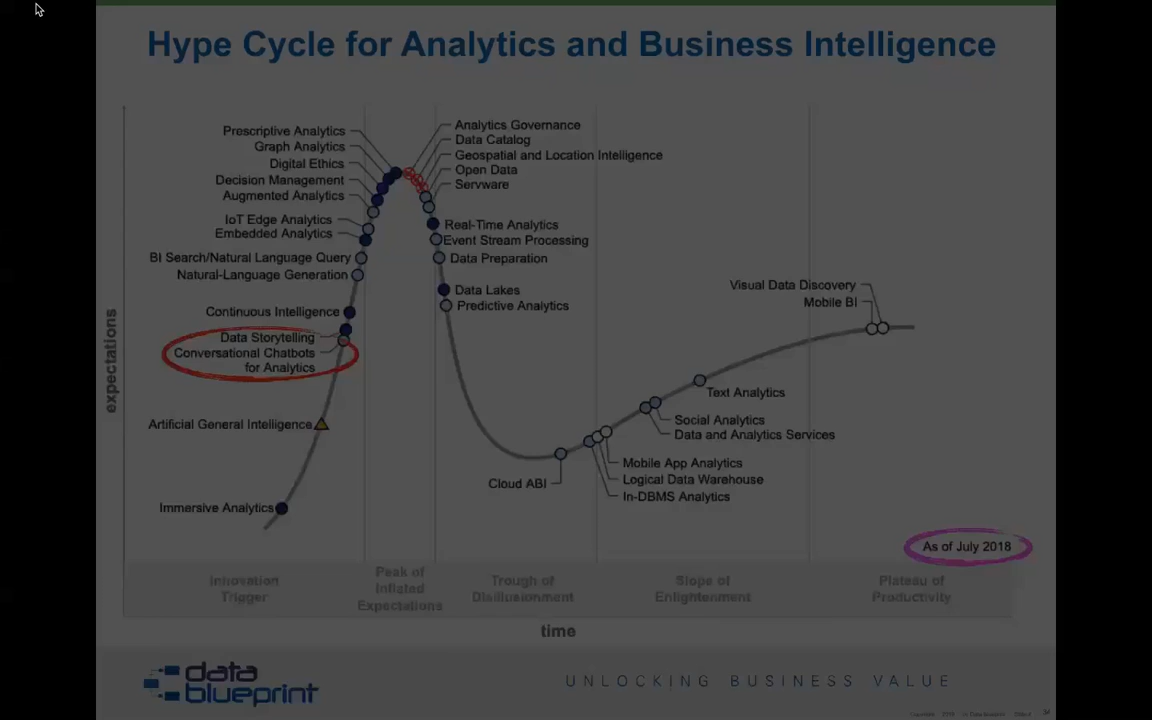 Hype Cycle for Analytics and Business Intelligence
Prescriptive Analytics
Graph Analytics
Digital Ethics
Decision Management
Augmented Analytics
IoT Edge Analytics
Embedded Analytics
BI Search/Natural Language Query
Natural-Language Generation
Continuous Intelligence
Data Storytelling
Conversational Chatbots
for Analytics
Artificial General Intelligence
Immersive Analytics
Analytics Governance
Data Catalog
Geospatial and Location Intelligence
Open Data
Servware
Real-Time Analytics
Event Stream Processing
Data Preparation
Data Lakes
Predictive Analytics
Visual Data Discovery
Mobile BI
Text Analytics
Social Analytics
Data and Analytics Services
Mobile App Analytics
Logical Data Warehouse
In-DBMS Analytics
Cloud ABI
expectations
As of July 2018
Innovation
Trigger
Peak of
Inflated
Expectations
Trough of
Disillusionment
Slope of
Enlightenment
Plateau of
Productivity
time
data
blueprint
UNLOCKING BUSINESS VALUE